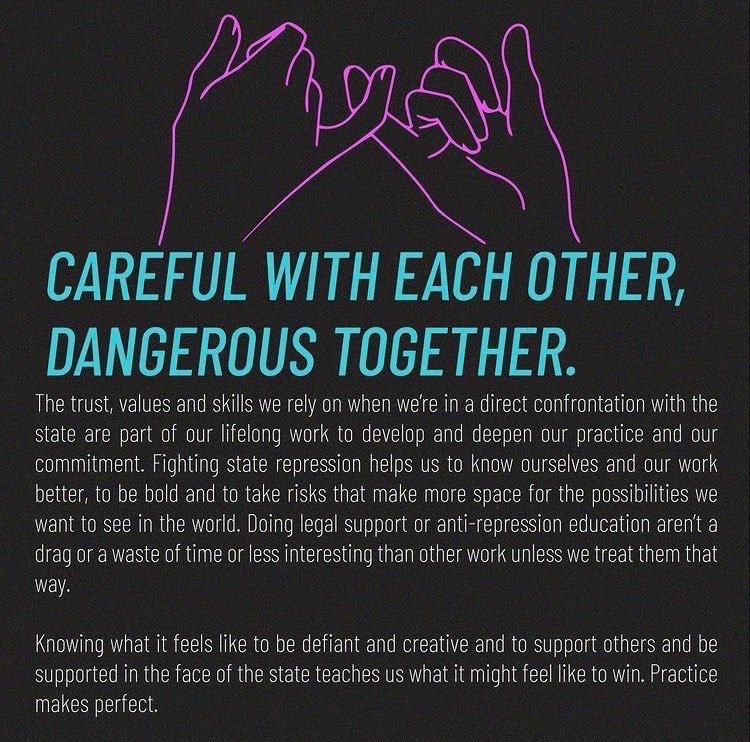 CAREFUL WITH EACH OTHER,
DANGEROUS TOGETHER.
The trust, values and skills we rely on when we're in a direct confrontation with the
state are part of our lifelong work to develop and deepen our practice and our
commitment. Fighting state repression helps us to know ourselves and our work
better, to be bold and to take risks that make more space for the possibilities we
want to see in the world. Doing legal support or anti-repression education aren't a
drag or a waste of time or less interesting than other work unless we treat them that
way.
Knowing what it feels like to be defiant and creative and to support others and be
supported in the face of the state teaches us what it might feel like to win. Practice
makes perfect.